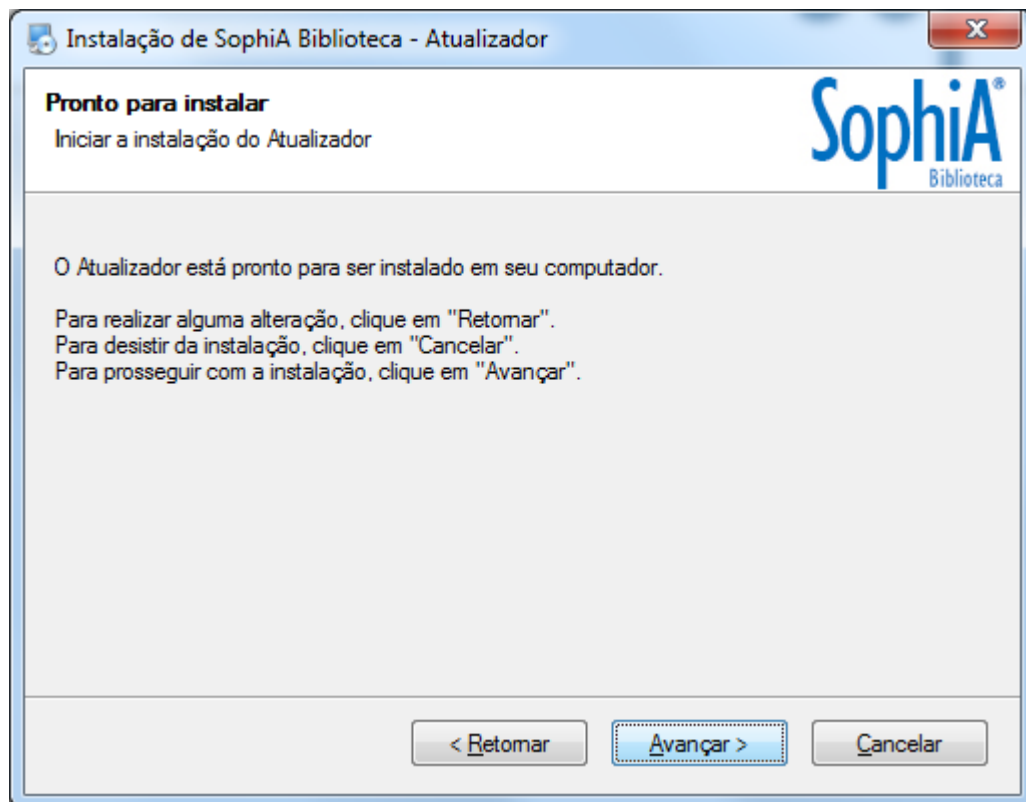 Instalação de SophiA Biblioteca - Atualizador
Pronto para instalar
Iniciar a instalação do Atualizador
SophiA®
Biblioteca
O Atualizador está pronto para ser instalado em seu computador.
Para realizar alguma alteração, clique em "Retornar".
Para desistir da instalação, clique em "Cancelar".
Para prosseguir com a instalação, clique em "Avançar".
< Retornar
Avançar >
Cancelar